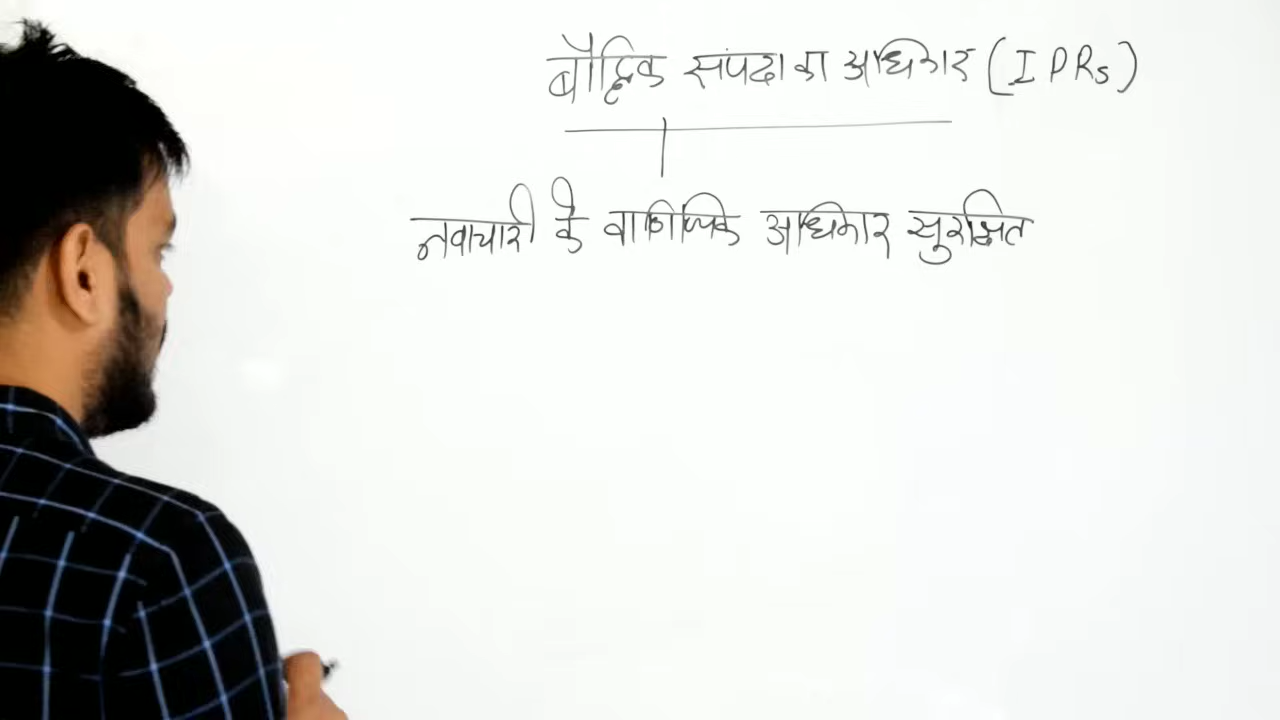 बौद्धिक संपदा का अधिकार (IPRs)
नवाचारी के वाणिज्यिक अधिकार सुरक्षित